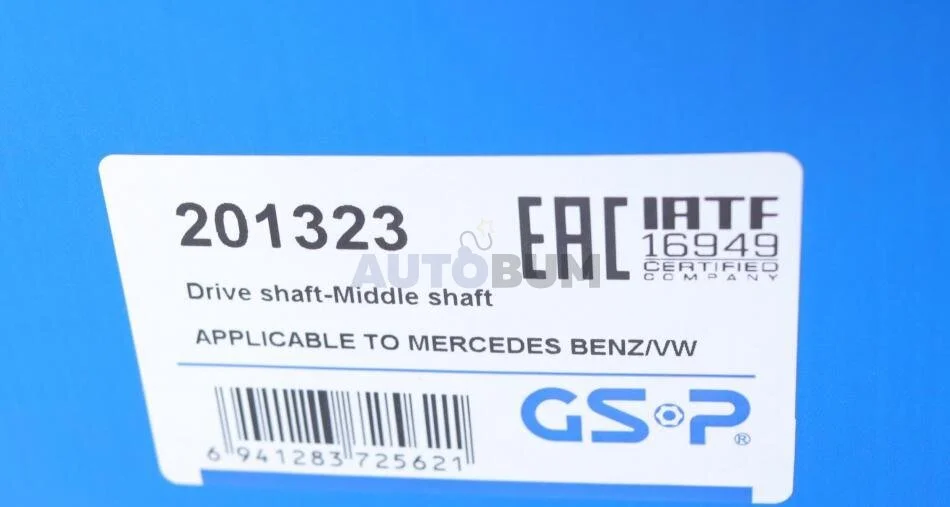 201323
EAC
IATF
16949
CERTIFIED
COMPANY
AUTOBUM
Drive shaft-Middle shaft
APPLICABLE TO MERCEDES BENZ/VW
6 941283 725621
GSP®